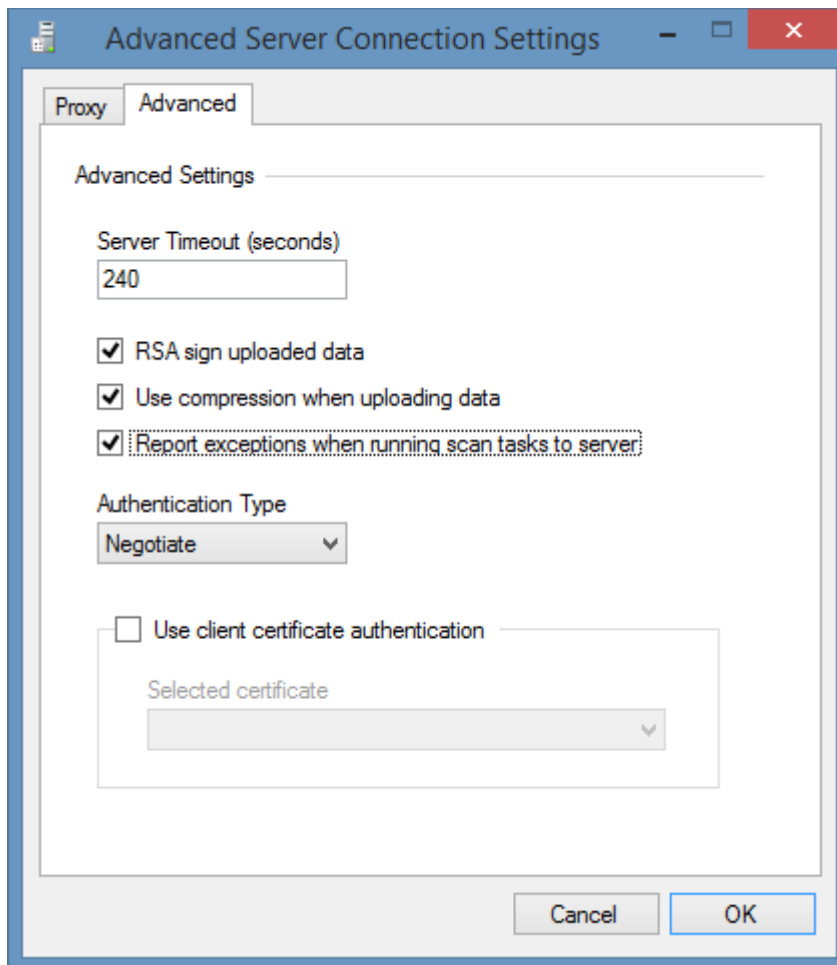 Advanced Server Connection Settings
Proxy
Advanced
Advanced Settings
Server Timeout (seconds)
240
RSA sign uploaded data
Use compression when uploading data
Report exceptions when running scan tasks to server
Authentication Type
Negotiate
Use client certificate authentication
Selected certificate
Cancel
OK